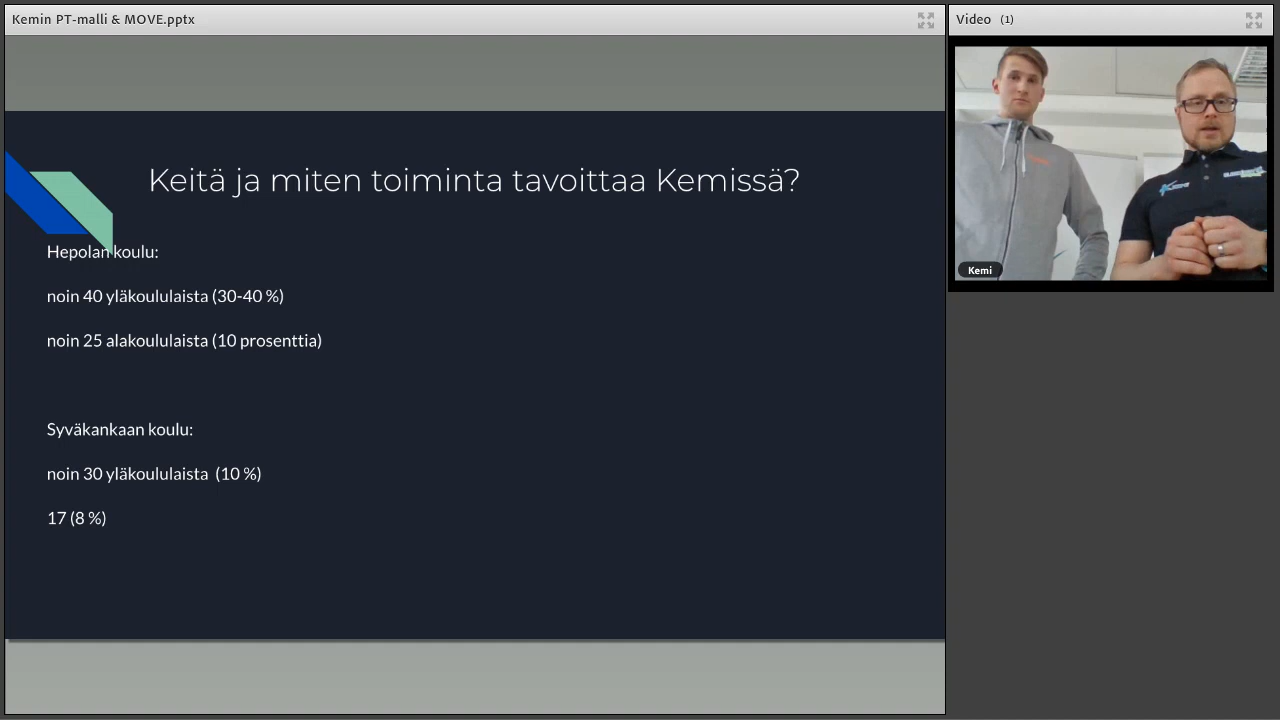 Kemin PT-malli & MOVE.pptx
Video (1)
Keitä ja miten toiminta tavoittaa Kemissä?
Hepolan koulu:
noin 40 yläkoululaista (30-40 %)
noin 25 alakoululaista (10 prosenttia)
Syväkankaan koulu:
noin 30 yläkoululaista (10 %)
17 (8 %)
Kemi